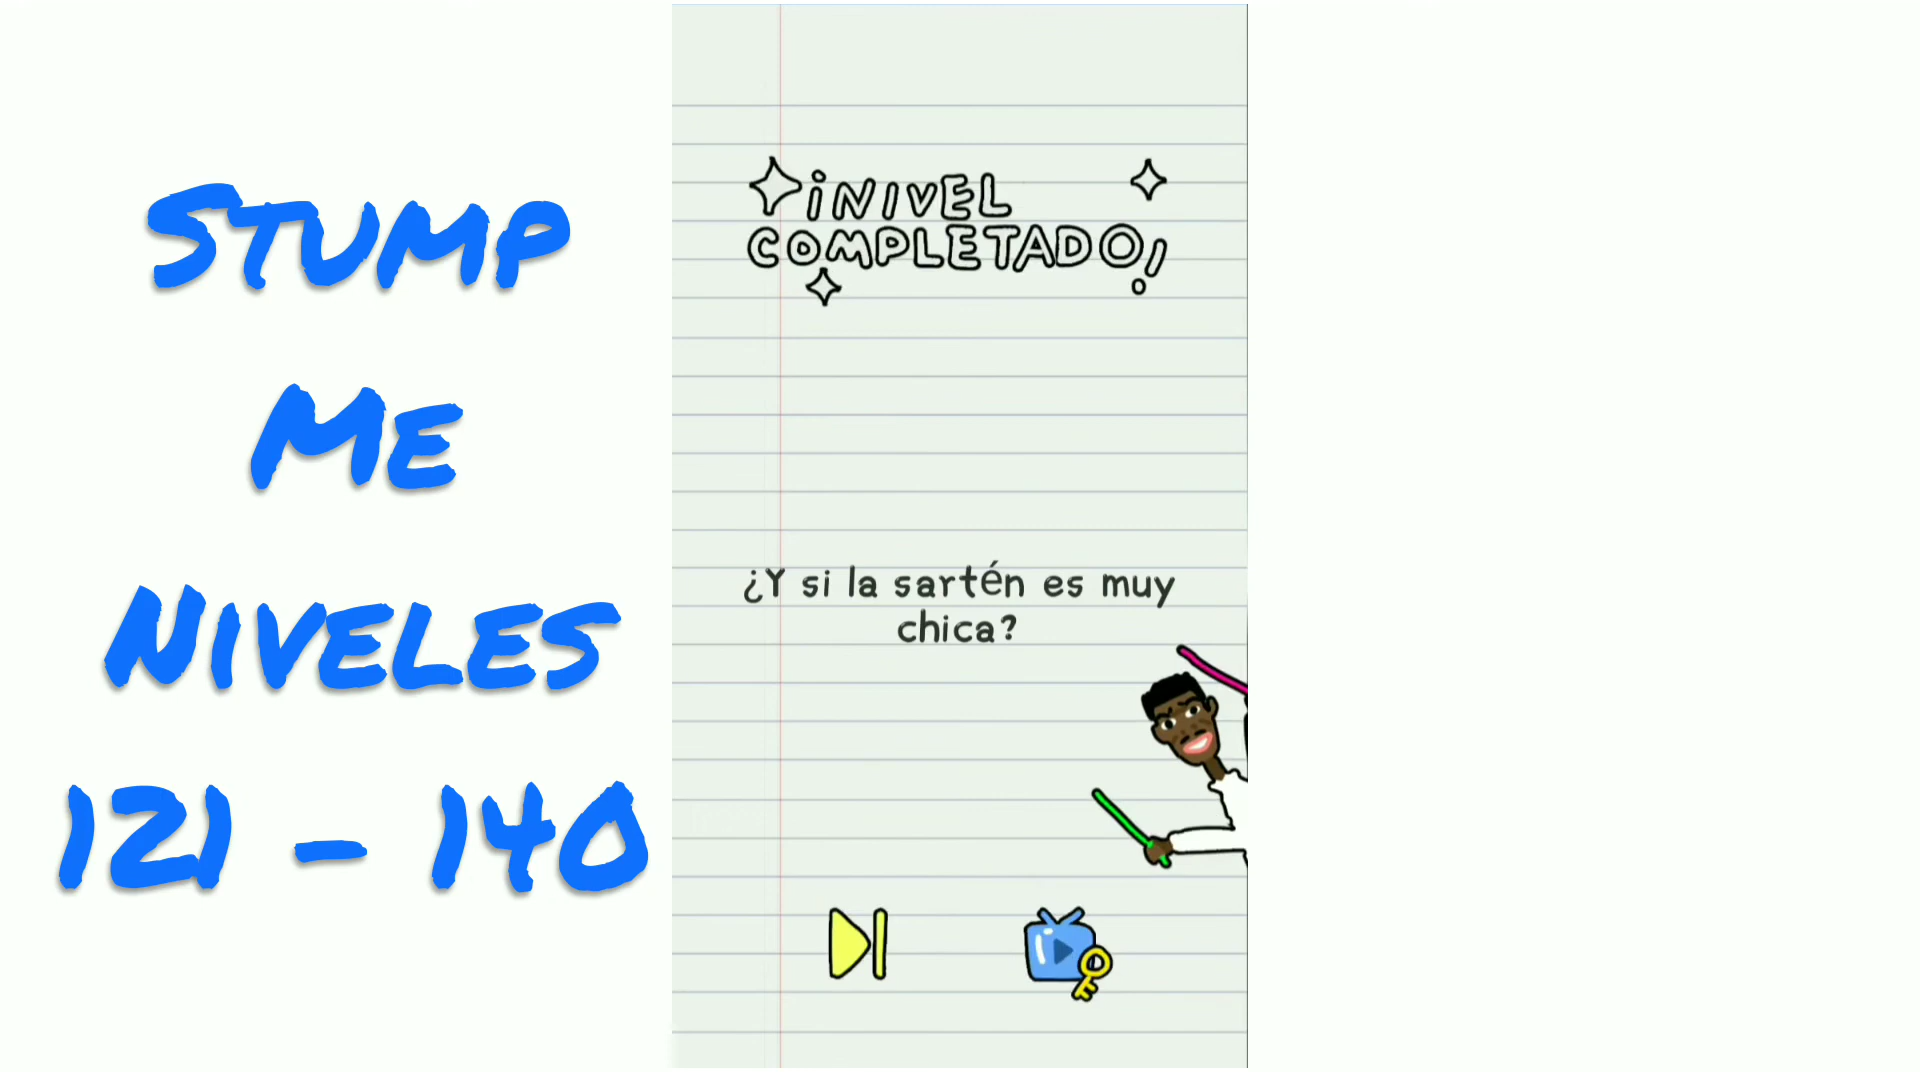 Stump
Me
Niveles
121 - 140
¡NIVEL
COMPLETADO!
¿Y si la sartén es muy
chica?